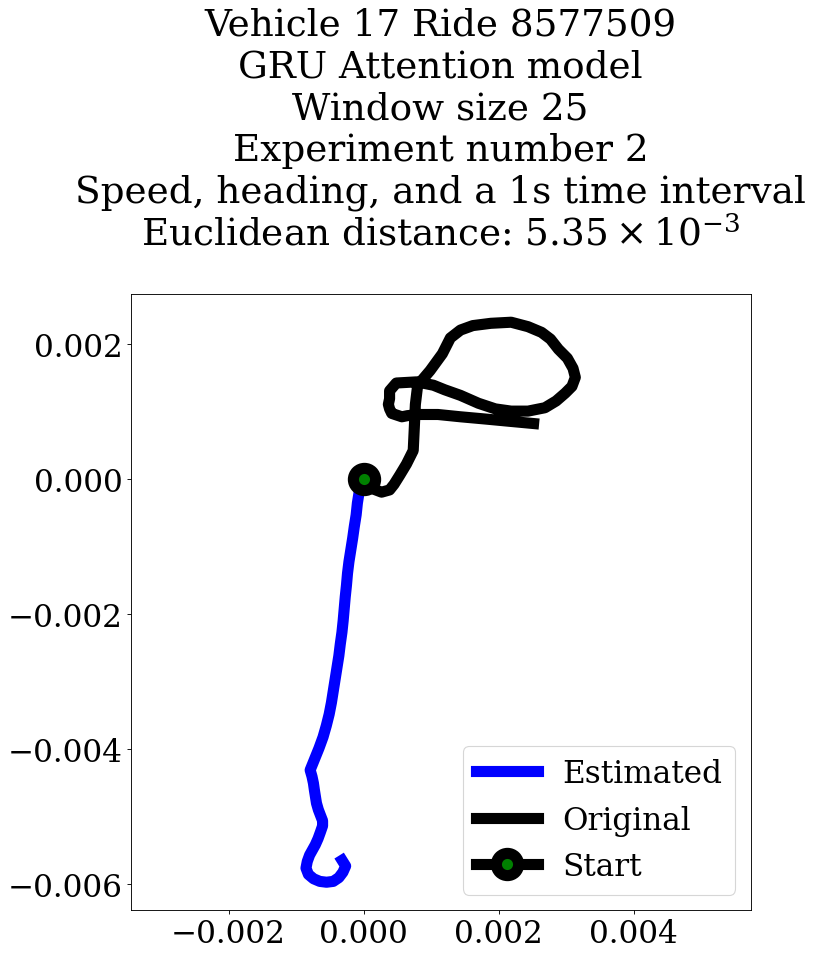 Vehicle 17 Ride 8577509
GRU Attention model
Window size 25
Experiment number 2
Speed, heading, and a 1s time interval
Euclidean distance: 5.35 × 10⁻³
0.002
0.000
−0.002
−0.004
−0.006
Estimated
Original
Start
−0.002 0.000 0.002 0.004